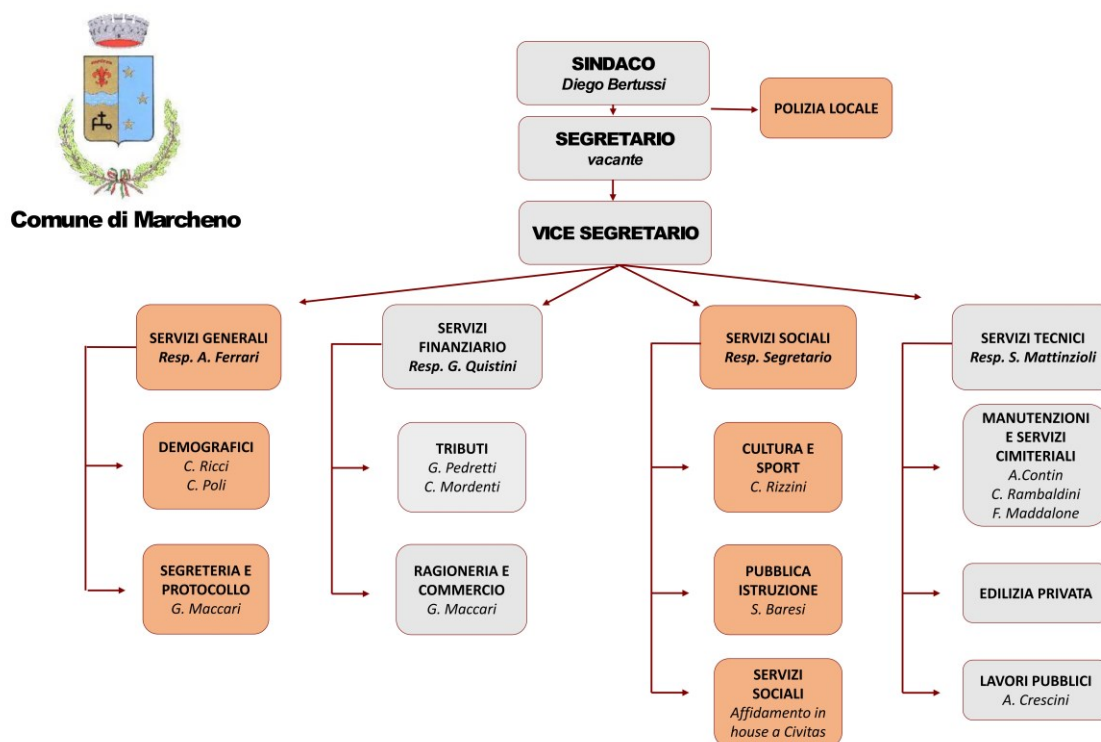 SINDACO
Diego Bertussi
POLIZIA LOCALE
SEGRETARIO
vacante
Comune di Marcheno
VICE SEGRETARIO
SERVIZI GENERALI
Resp. A. Ferrari
SERVIZI
FINANZIARIO
Resp. G. Quistini
SERVIZI SOCIALI
Resp. Segretario
SERVIZI TECNICI
Resp. S. Mattinzioli
DEMOGRAFICI
C. Ricci
C. Poli
TRIBUTI
G. Pedretti
C. Mordenti
CULTURA E
SPORT
C. Rizzini
MANUTENZIONI
E SERVIZI
CIMITERIALI
A.Contin
C. Rambaldini
F. Maddalone
SEGRETERIA E
PROTOCOLLO
G. Maccari
RAGIONERIA E
COMMERCIO
G. Maccari
PUBBLICA
ISTRUZIONE
S. Baresi
EDILIZIA PRIVATA
SERVIZI
SOCIALI
Affidamento in
house a Civitas
LAVORI PUBBLICI
A. Crescini